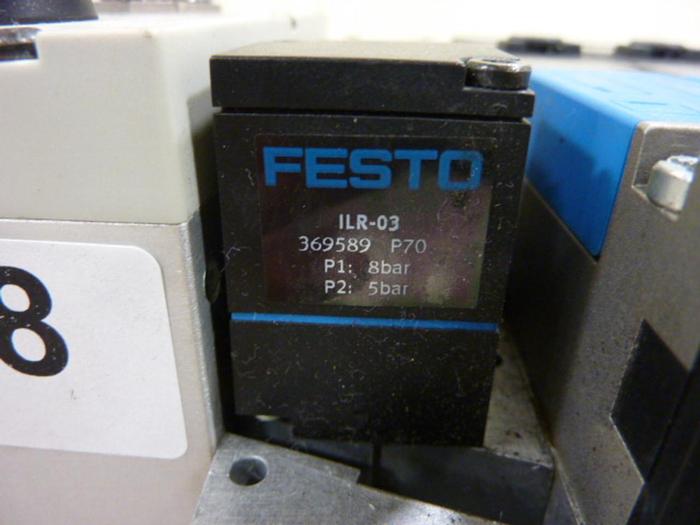 FESTO
ILR-03
369589 P70
P1: 8bar
P2: 5bar
8